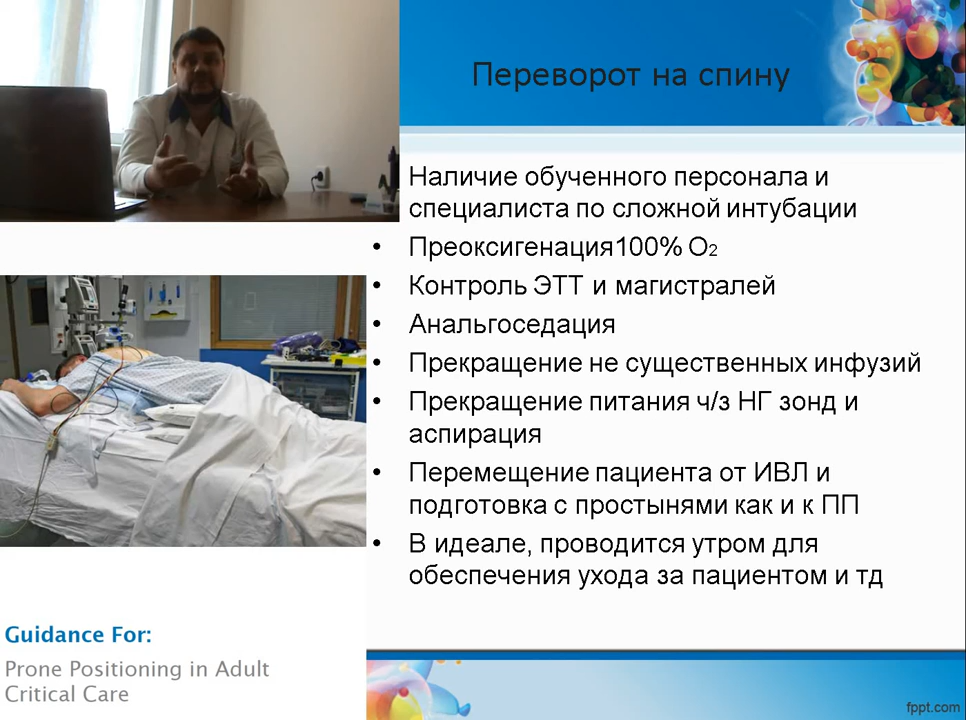 Переворот на спину
Наличие обученного персонала и
специалиста по сложной интубации
• Преоксигенация100% О2
• Контроль ЭТТ и магистралей
• Анальгоседация
• Прекращение не существенных инфузий
• Прекращение питания ч/з НГ зонд и
аспирация
• Перемещение пациента от ИВЛ и
подготовка с простынями как и к ПП
• В идеале, проводится утром для
обеспечения ухода за пациентом и тд
Guidance For:
Prone Positioning in Adult
Critical Care
fppt.com